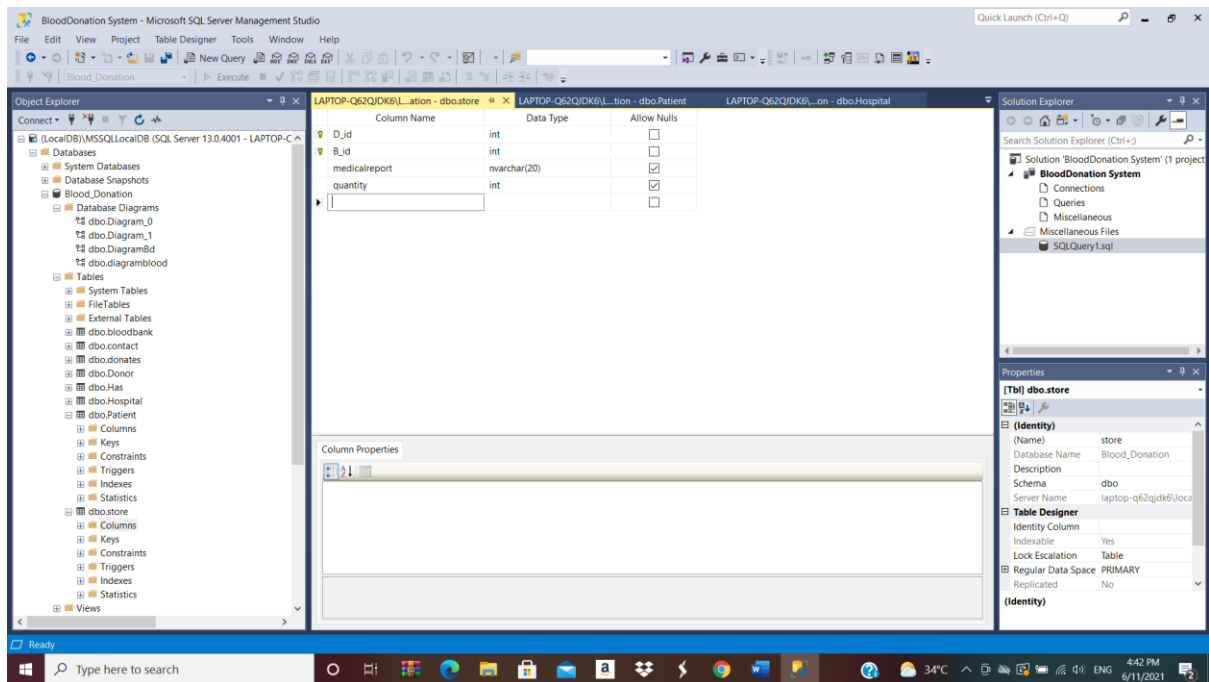 BloodDonation System - Microsoft SQL Server Management Studio
Quick Launch (Ctrl+Q)
File Edit View Project Table Designer Tools Window Help
New Query
Blood_Donation
Execute
Object Explorer
Connect
(LocalDB)\MSSQLLocalDB (SQL Server 13.0.4001 - LAPTOP-C
Databases
System Databases
Database Snapshots
Blood_Donation
Database Diagrams
dbo.Diagram_0
dbo.Diagram_1
dbo.DiagramBd
dbo.diagramblood
Tables
System Tables
FileTables
External Tables
dbo.bloodbank
dbo.contact
dbo.donates
dbo.Donor
dbo.Has
dbo.Hospital
dbo.Patient
Columns
Keys
Constraints
Triggers
Indexes
Statistics
dbo.store
Columns
Keys
Constraints
Triggers
Indexes
Statistics
Views
LAPTOP-Q62QJDK6\L...ation - dbo.store
LAPTOP-Q62QJDK6\L...tion - dbo.Patient
LAPTOP-Q62QJDK6\...on - dbo.Hospital
Column Name Data Type Allow Nulls
D_id int
B_id int
medicalreport nvarchar(20)
quantity int
Column Properties
Solution Explorer
Search Solution Explorer (Ctrl+;)
Solution 'BloodDonation System' (1 project
BloodDonation System
Connections
Queries
Miscellaneous
Miscellaneous Files
SQLQuery1.sql
Properties
[Tbl] dbo.store
(Identity)
(Name) store
Database Name Blood_Donation
Description
Schema dbo
Server Name laptop-q62qjdk6\loca
Table Designer
Identity Column
Indexable Yes
Lock Escalation Table
Regular Data Space PRIMARY
Replicated No
(Identity)
Ready
Type here to search
34°C
ENG
4:42 PM
6/11/2021